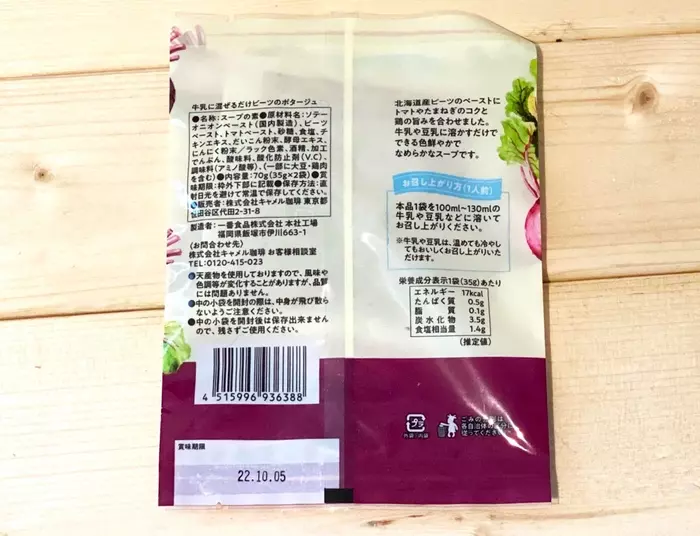 牛乳に混ぜるだけビーツのポタージュ
●名称:スープの素●原材料名:ソテー
オニオンペースト(国内製造)、ビーツ
ペースト、トマトペースト、砂糖、食塩、チ
キンエキス、だいこん粉末、酵母エキス、
にんにく粉末/ラック色素、酒精、加工
でんぷん、酸味料、酸化防止剤(V.C)、
調味料(アミノ酸等)、(一部に大豆・鶏肉
を含む)●内容量:70g(35g×2袋)●賞
味期限:枠外下部に記載●保存方法:直
射日光を避けて常温で保存してください。
●販売者:株式会社キャメル珈琲 東京都
世田谷区代田2-31-8
製造者:一番食品株式会社 本社工場
福岡県飯塚市伊川663-1
〈お問合わせ先〉
株式会社キャメル珈琲 お客様相談室
TEL:0120-415-023
●天産物を使用しておりますので、風味や
色調等が変化することがありますが、品質
には問題ありません。
●中の小袋を開封の際は、中身が飛び散ら
ないようご注意ください。
●中の小袋を開封後は保存出来ません
ので、残さずご使用ください。
4 515996 936388
賞味期限
22.10.05
北海道産ビーツのペーストに
トマトやたまねぎのコクと
鶏の旨みを合わせました。
牛乳や豆乳に溶かすだけで
できる色鮮やかで
なめらかなスープです。
お召し上がり方(1人前)
本品1袋を100ml~130mlの
牛乳や豆乳などに溶いて
お召し上がりください。
※牛乳や豆乳は、温めても冷やし
てもおいしくお召し上がりいた
だけます。
栄養成分表示1袋(35g)あたり
エネルギー 17kcal
たんぱく質 0.5g
脂質 0.1g
炭水化物 3.5g
食塩相当量 1.4g
(推定値)
プラ
外袋・内袋
ごみの
各自治体の区分に
従ってください。